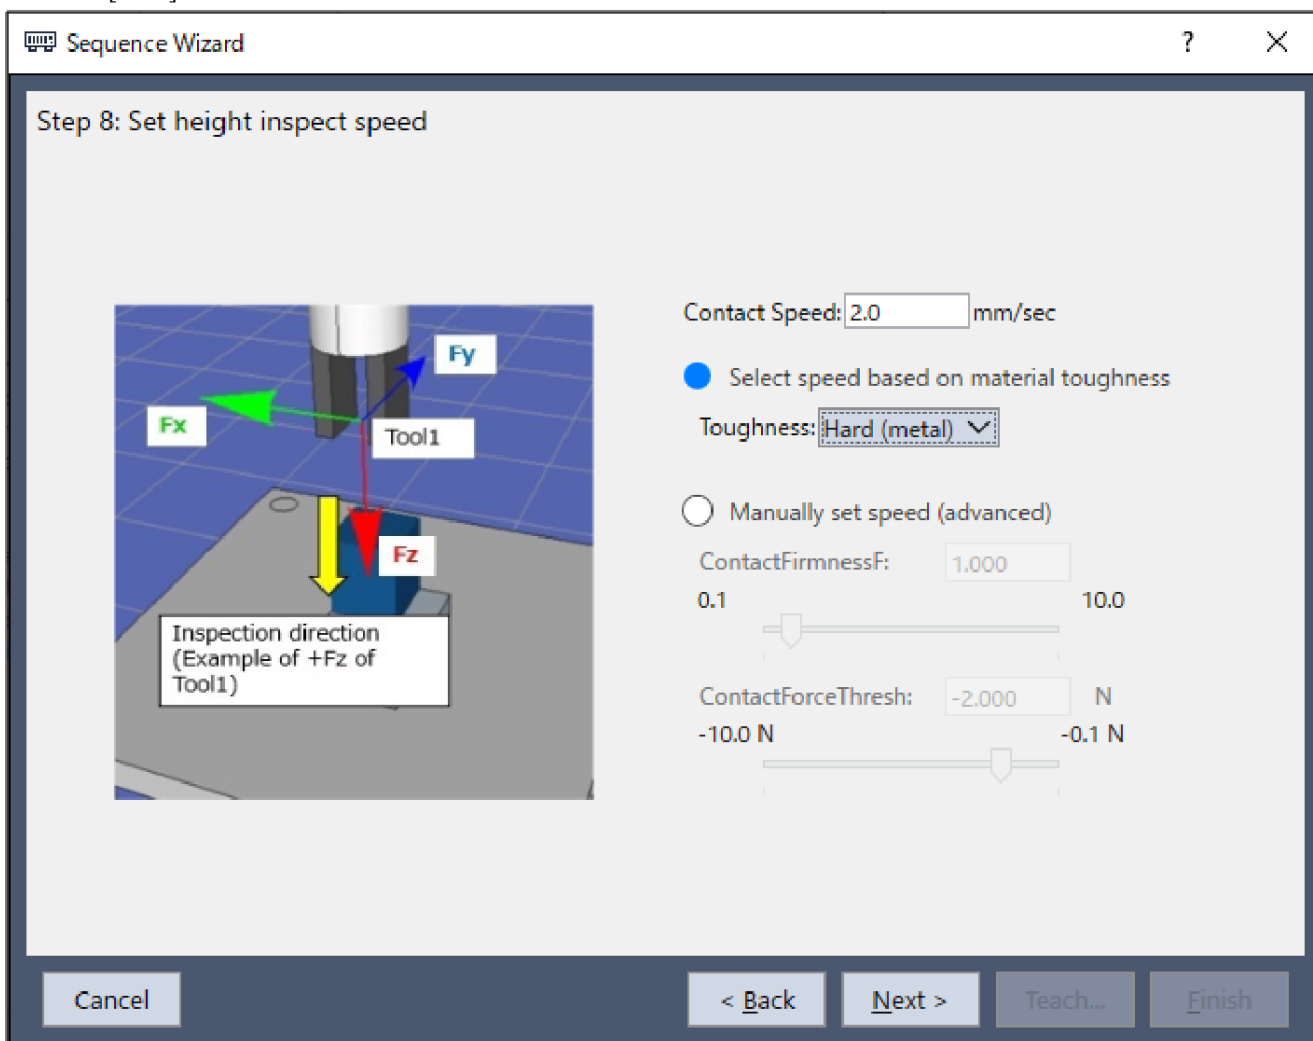 Sequence Wizard
?
Step 8: Set height inspect speed
Fy
Fx
Tool1
Fz
Inspection direction
(Example of +Fz of
Tool1)
Contact Speed: 2.0 mm/sec
Select speed based on material toughness
Toughness: Hard (metal)
Manually set speed (advanced)
ContactFirmnessF: 1.000
0.1 10.0
ContactForceThresh: -2.000 N
-10.0 N -0.1 N
Cancel
< Back
Next >
Teach...
Finish